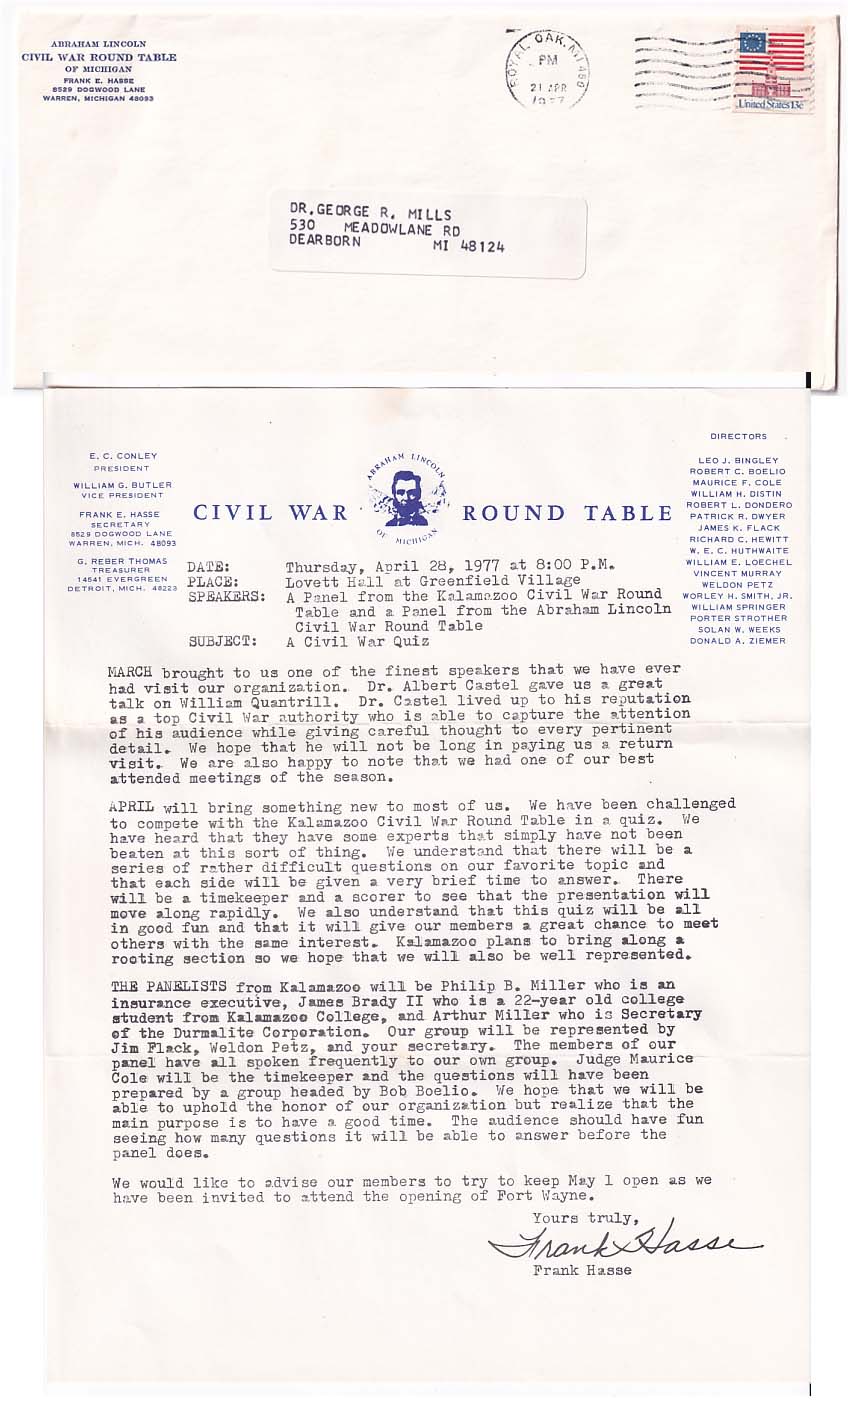 ABRAHAM LINCOLN
CIVIL WAR ROUND TABLE
OF MICHIGAN
FRANK E. HASSE
8529 DOGWOOD LANE
WARREN, MICHIGAN 48093
ROYAL OAK, MI 480
PM
21 APR
1977
United States 13c
DR. GEORGE R. MILLS
530 MEADOWLANE RD
DEARBORN MI 48124
E. C. CONLEY
PRESIDENT
WILLIAM G. BUTLER
VICE PRESIDENT
FRANK E. HASSE
SECRETARY
8529 DOGWOOD LANE
WARREN, MICH. 48093
G. REBER THOMAS
TREASURER
14541 EVERGREEN
DETROIT, MICH. 48223
ABRAHAM LINCOLN
CIVIL WAR ROUND TABLE
OF MICHIGAN
DIRECTORS
LEO J. BINGLEY
ROBERT C. BOELIO
MAURICE F. COLE
WILLIAM H. DISTIN
ROBERT L. DONDERO
PATRICK R. DWYER
JAMES K. FLACK
RICHARD C. HEWITT
W. E. C. HUTHWAITE
WILLIAM E. LOECHEL
VINCENT MURRAY
WELDON PETZ
WORLEY H. SMITH, JR.
WILLIAM SPRINGER
PORTER STROTHER
SOLAN W. WEEKS
DONALD A. ZIEMER
DATE: Thursday, April 28, 1977 at 8:00 P.M.
PLACE: Lovett Hall at Greenfield Village
SPEAKERS: A Panel from the Kalamazoo Civil War Round
Table and a Panel from the Abraham Lincoln
Civil War Round Table
SUBJECT: A Civil War Quiz
MARCH brought to us one of the finest speakers that we have ever
had visit our organization. Dr. Albert Castel gave us a great
talk on William Quantrill. Dr. Castel lived up to his reputation
as a top Civil War authority who is able to capture the attention
of his audience while giving careful thought to every pertinent
detail. We hope that he will not be long in paying us a return
visit. We are also happy to note that we had one of our best
attended meetings of the season.
APRIL will bring something new to most of us. We have been challenged
to compete with the Kalamazoo Civil War Round Table in a quiz. We
have heard that they have some experts that simply have not been
beaten at this sort of thing. We understand that there will be a
series of rather difficult questions on our favorite topic and
that each side will be given a very brief time to answer. There
will be a timekeeper and a scorer to see that the presentation will
move along rapidly. We also understand that this quiz will be all
in good fun and that it will give our members a great chance to meet
others with the same interest. Kalamazoo plans to bring along a
rooting section so we hope that we will also be well represented.
THE PANELISTS from Kalamazoo will be Philip B. Miller who is an
insurance executive, James Brady II who is a 22-year old college
student from Kalamazoo College, and Arthur Miller who is Secretary
of the Durmalite Corporation. Our group will be represented by
Jim Flack, Weldon Petz, and your secretary. The members of our
panel have all spoken frequently to our own group. Judge Maurice
Cole will be the timekeeper and the questions will have been
prepared by a group headed by Bob Boelio. We hope that we will be
able to uphold the honor of our organization but realize that the
main purpose is to have a good time. The audience should have fun
seeing how many questions it will be able to answer before the
panel does.
We would like to advise our members to try to keep May 1 open as we
have been invited to attend the opening of Fort Wayne.
Yours truly,
Frank Hasse
Frank Hasse